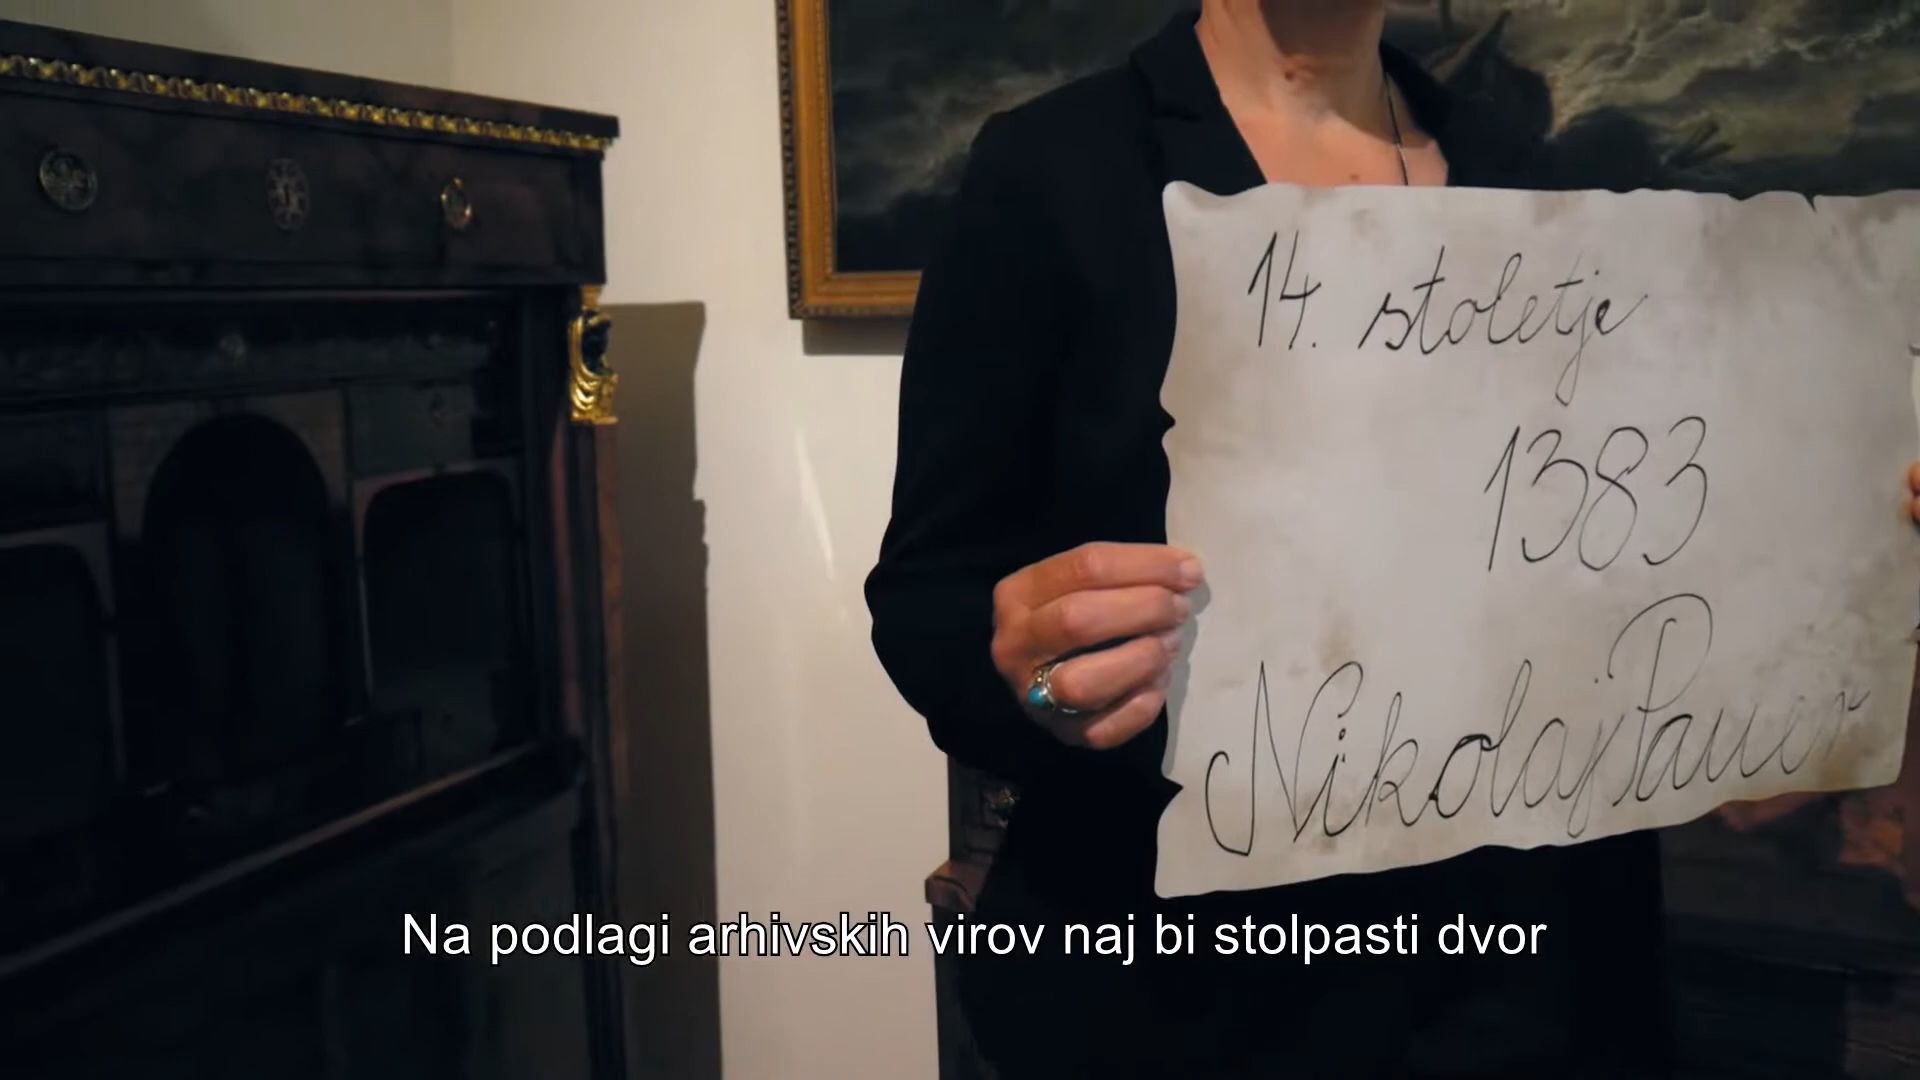 14. stoletje
1383
Nikolaj Pauer
Na podlagi arhivskih virov naj bi stolpasti dvor